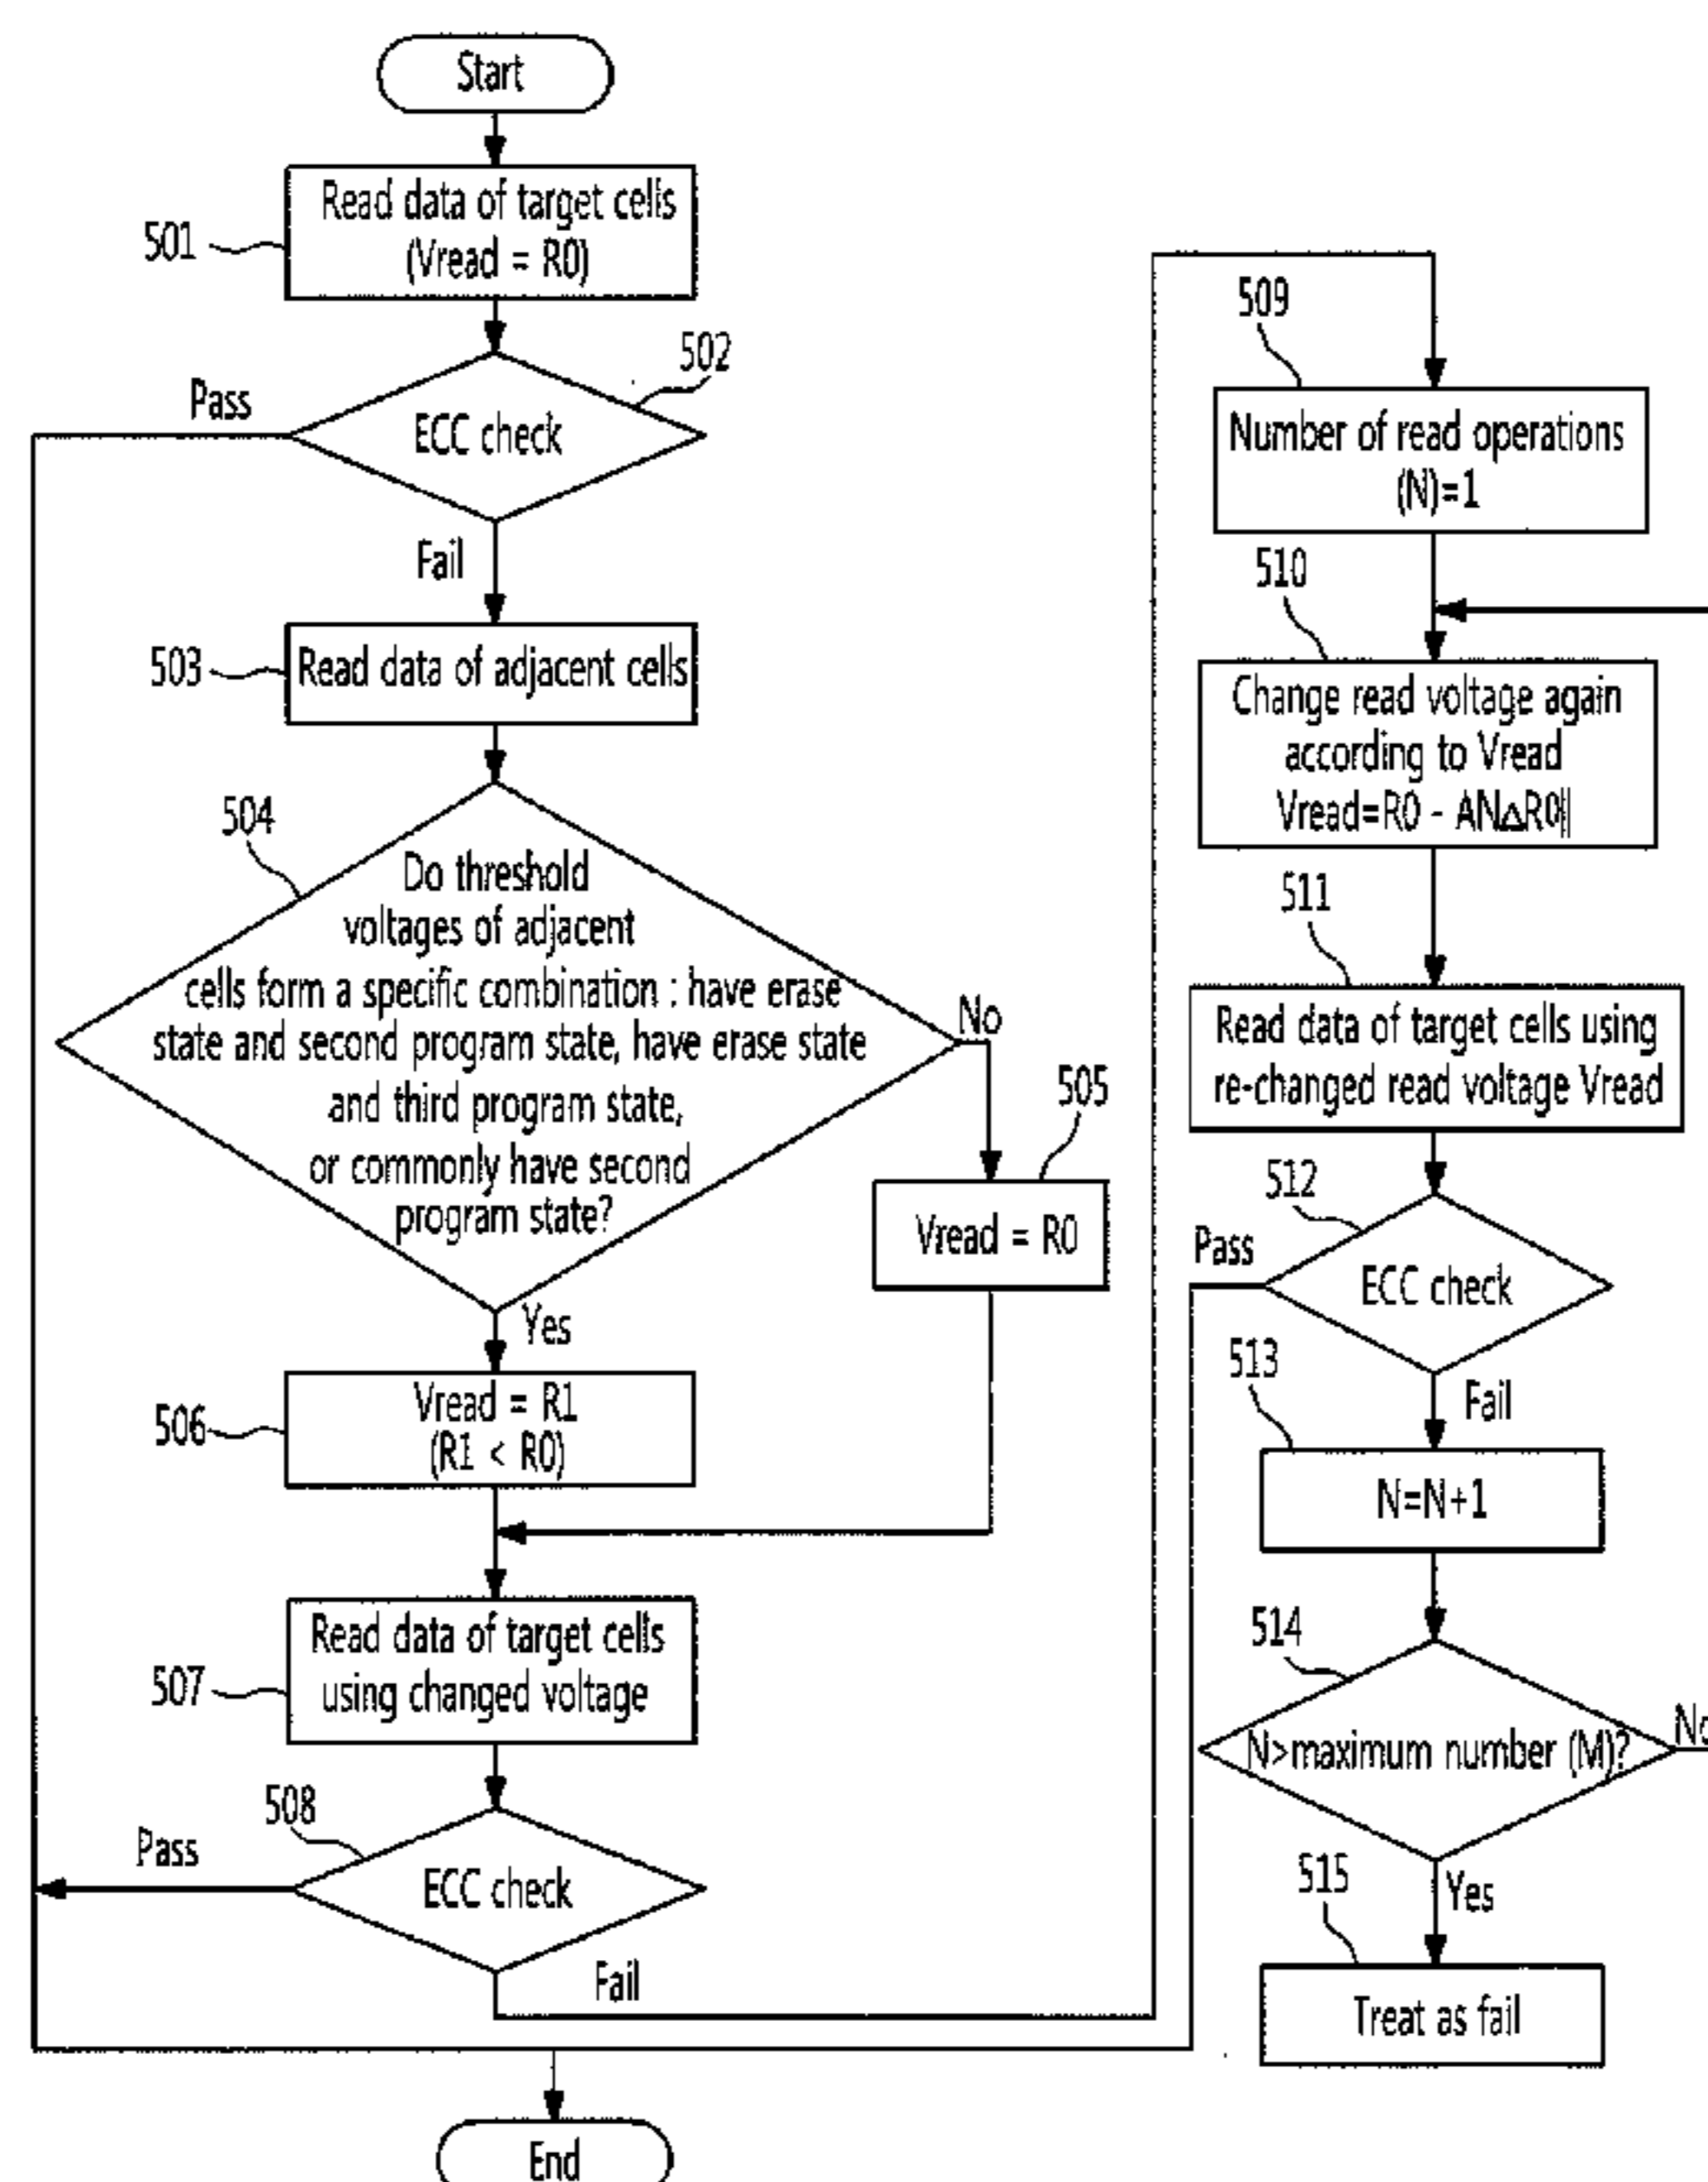 Start
Read data of target cells
(Vread = R0)
501
502
Pass
ECC check
Fail
503
Read data of adjacent cells
504
Do threshold
voltages of adjacent
cells form a specific combination : have erase
state and second program state, have erase state
and third program state,
or commonly have second
program state?
No
505
Vread = R0
Yes
506
Vread = R1
(R1 < R0)
507
Read data of target cells
using changed voltage
508
Pass
ECC check
Fail
End
509
Number of read operations
(N)=1
510
Change read voltage again
according to Vread
Vread=R0 - AN△R0||
511
Read data of target cells using
re-changed read voltage Vread
512
Pass
ECC check
Fail
513
N=N+1
514
N>maximum number (M)?
No
Yes
515
Treat as fail